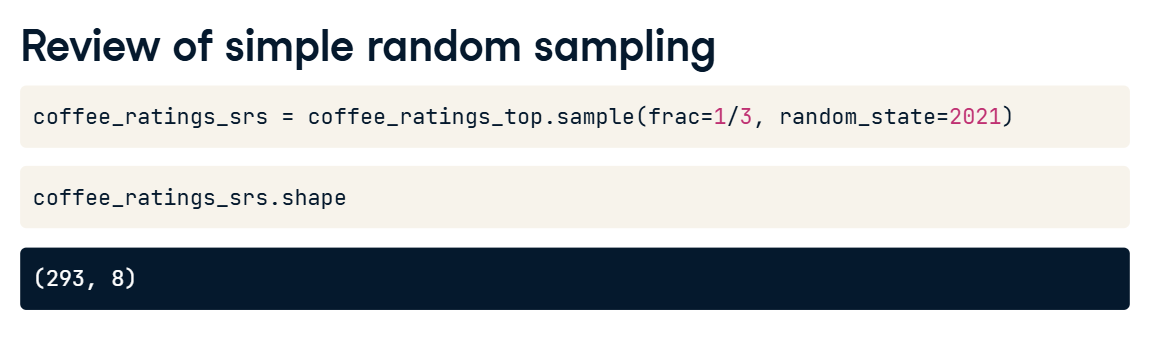 Review of simple random sampling
coffee_ratings_srs = coffee_ratings_top.sample(frac=1/3, random_state=2021)
coffee_ratings_srs.shape
(293, 8)